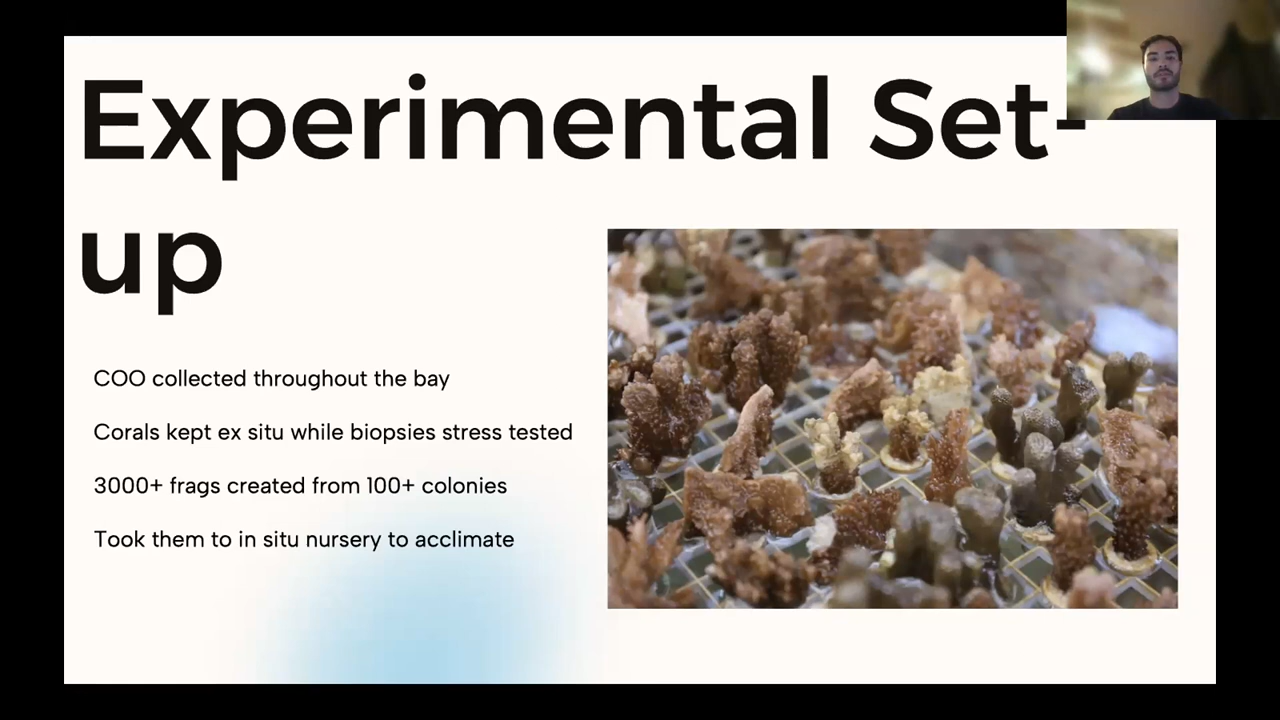 Experimental Set-
up
COO collected throughout the bay
Corals kept ex situ while biopsies stress tested
3000+ frags created from 100+ colonies
Took them to in situ nursery to acclimate